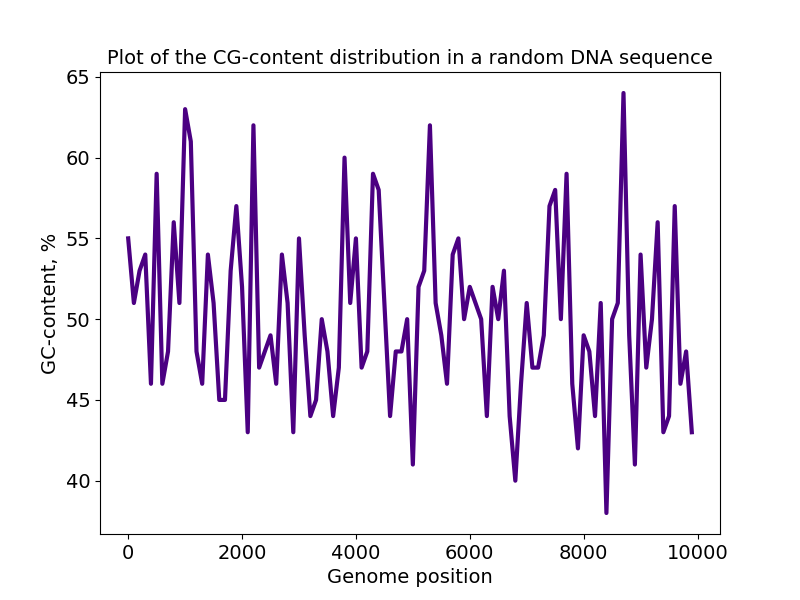 Plot of the CG-content distribution in a random DNA sequence
65
60
55
50
45
40
GC-content, %
0 2000 4000 6000 8000 10000
Genome position